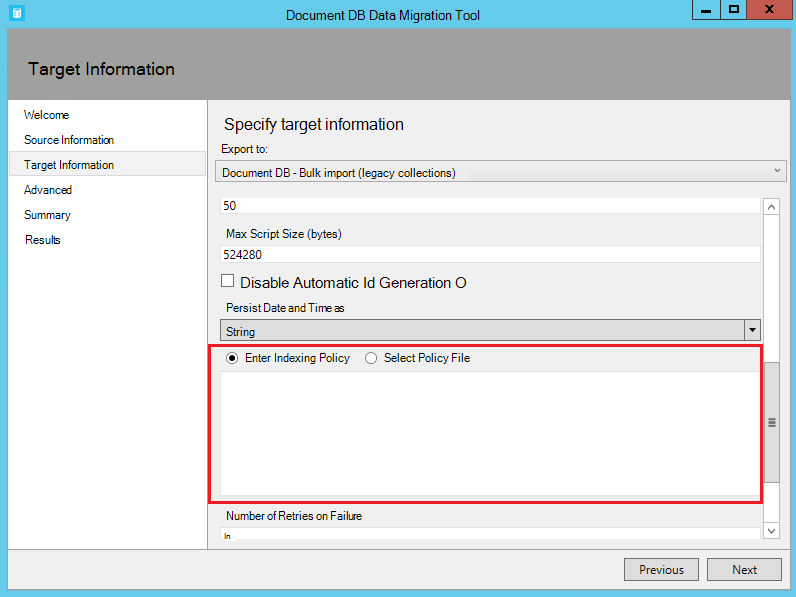 Document DB Data Migration Tool
Target Information
Welcome
Source Information
Target Information
Advanced
Summary
Results
Specify target information
Export to:
Document DB - Bulk import (legacy collections)
50
Max Script Size (bytes)
524280
Disable Automatic Id Generation O
Persist Date and Time as
String
Enter Indexing Policy Select Policy File
Number of Retries on Failure
Previous Next